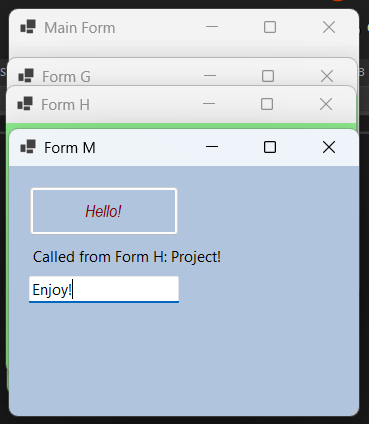 Main Form
Form G
Form H
Form M
Hello!
Called from Form H: Project!
Enjoy!